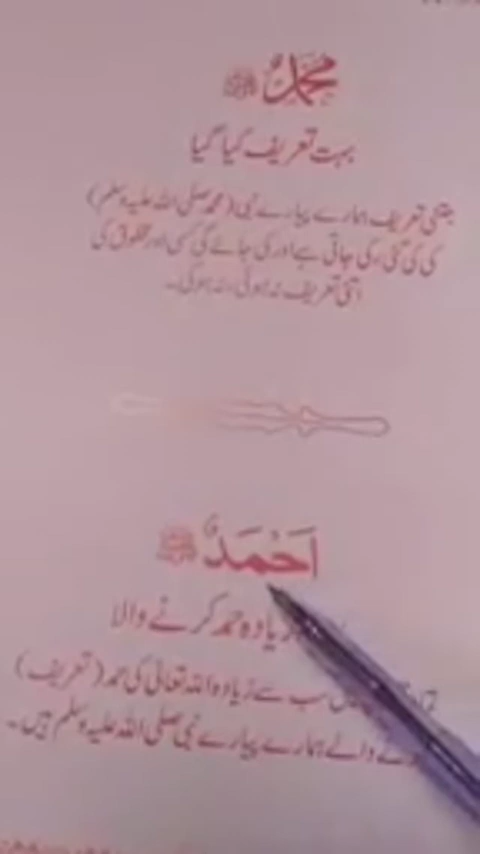 محمد ﷺ
بہت تعریف کیا گیا
جتنی تعریف ہمارے پیارے نبی (محمد صلی اللہ علیہ وسلم)
کی کی گئی، کی جاتی ہے اور کی جائے گی کسی اور مخلوق کی
اتنی تعریف نہ ہوئی، نہ ہوگی۔
اَحْمَدُ ﷺ
زیادہ حمد کرنے والا
میں سب سے زیادہ اللہ تعالیٰ کی حمد (تعریف)
والے ہمارے پیارے نبی صلی اللہ علیہ وسلم ہیں۔